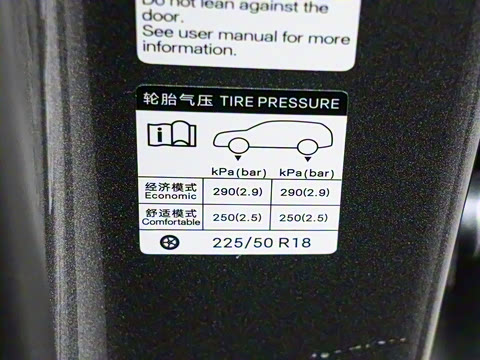 Do not lean against the
door.
See user manual for more
information.
轮胎气压 TIRE PRESSURE
kPa(bar) kPa(bar)
经济模式 290(2.9) 290(2.9)
Economic
舒适模式 250(2.5) 250(2.5)
Comfortable
225/50 R18